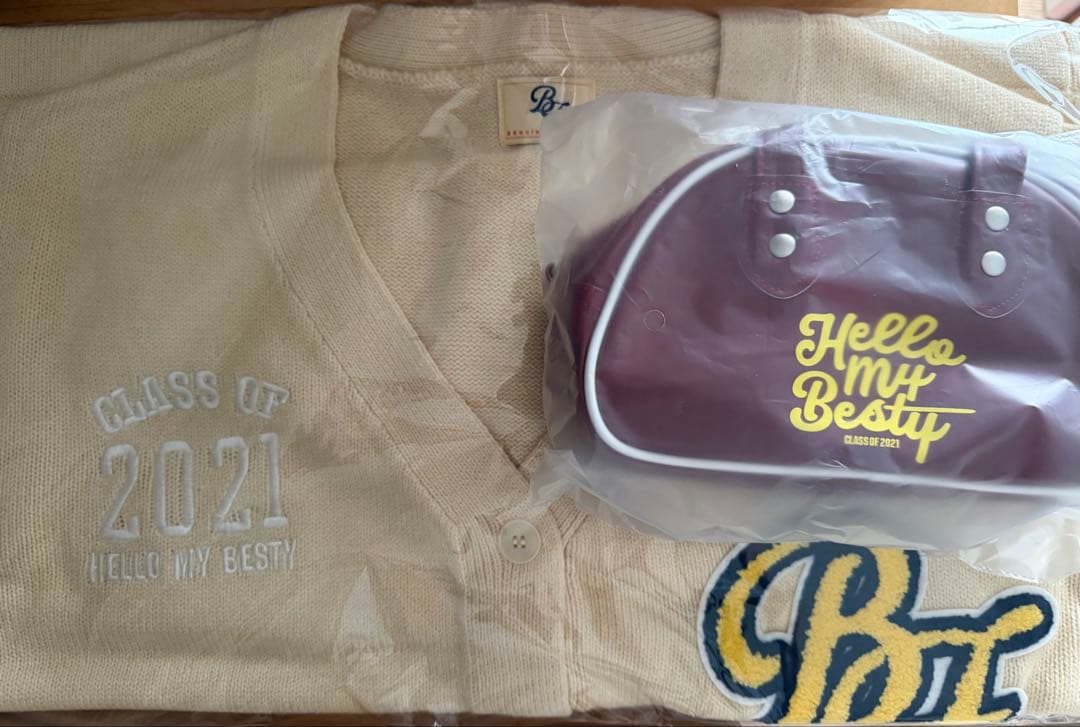 CLASS OF
2021
HELLO MY BESTY
Hello
my
Besty
CLASS OF 2021